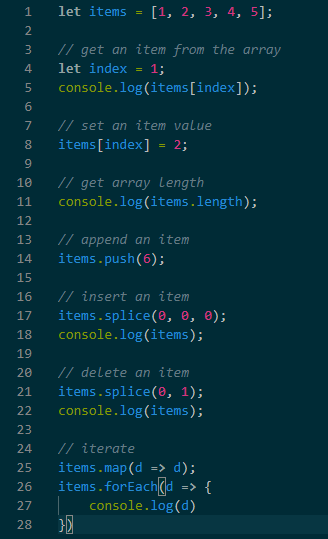 1 let items = [1, 2, 3, 4, 5];
2
3 // get an item from the array
4 let index = 1;
5 console.log(items[index]);
6
7 // set an item value
8 items[index] = 2;
9
10 // get array length
11 console.log(items.length);
12
13 // append an item
14 items.push(6);
15
16 // insert an item
17 items.splice(0, 0, 0);
18 console.log(items);
19
20 // delete an item
21 items.splice(0, 1);
22 console.log(items);
23
24 // iterate
25 items.map(d => d);
26 items.forEach(d => {
27     console.log(d)
28 })